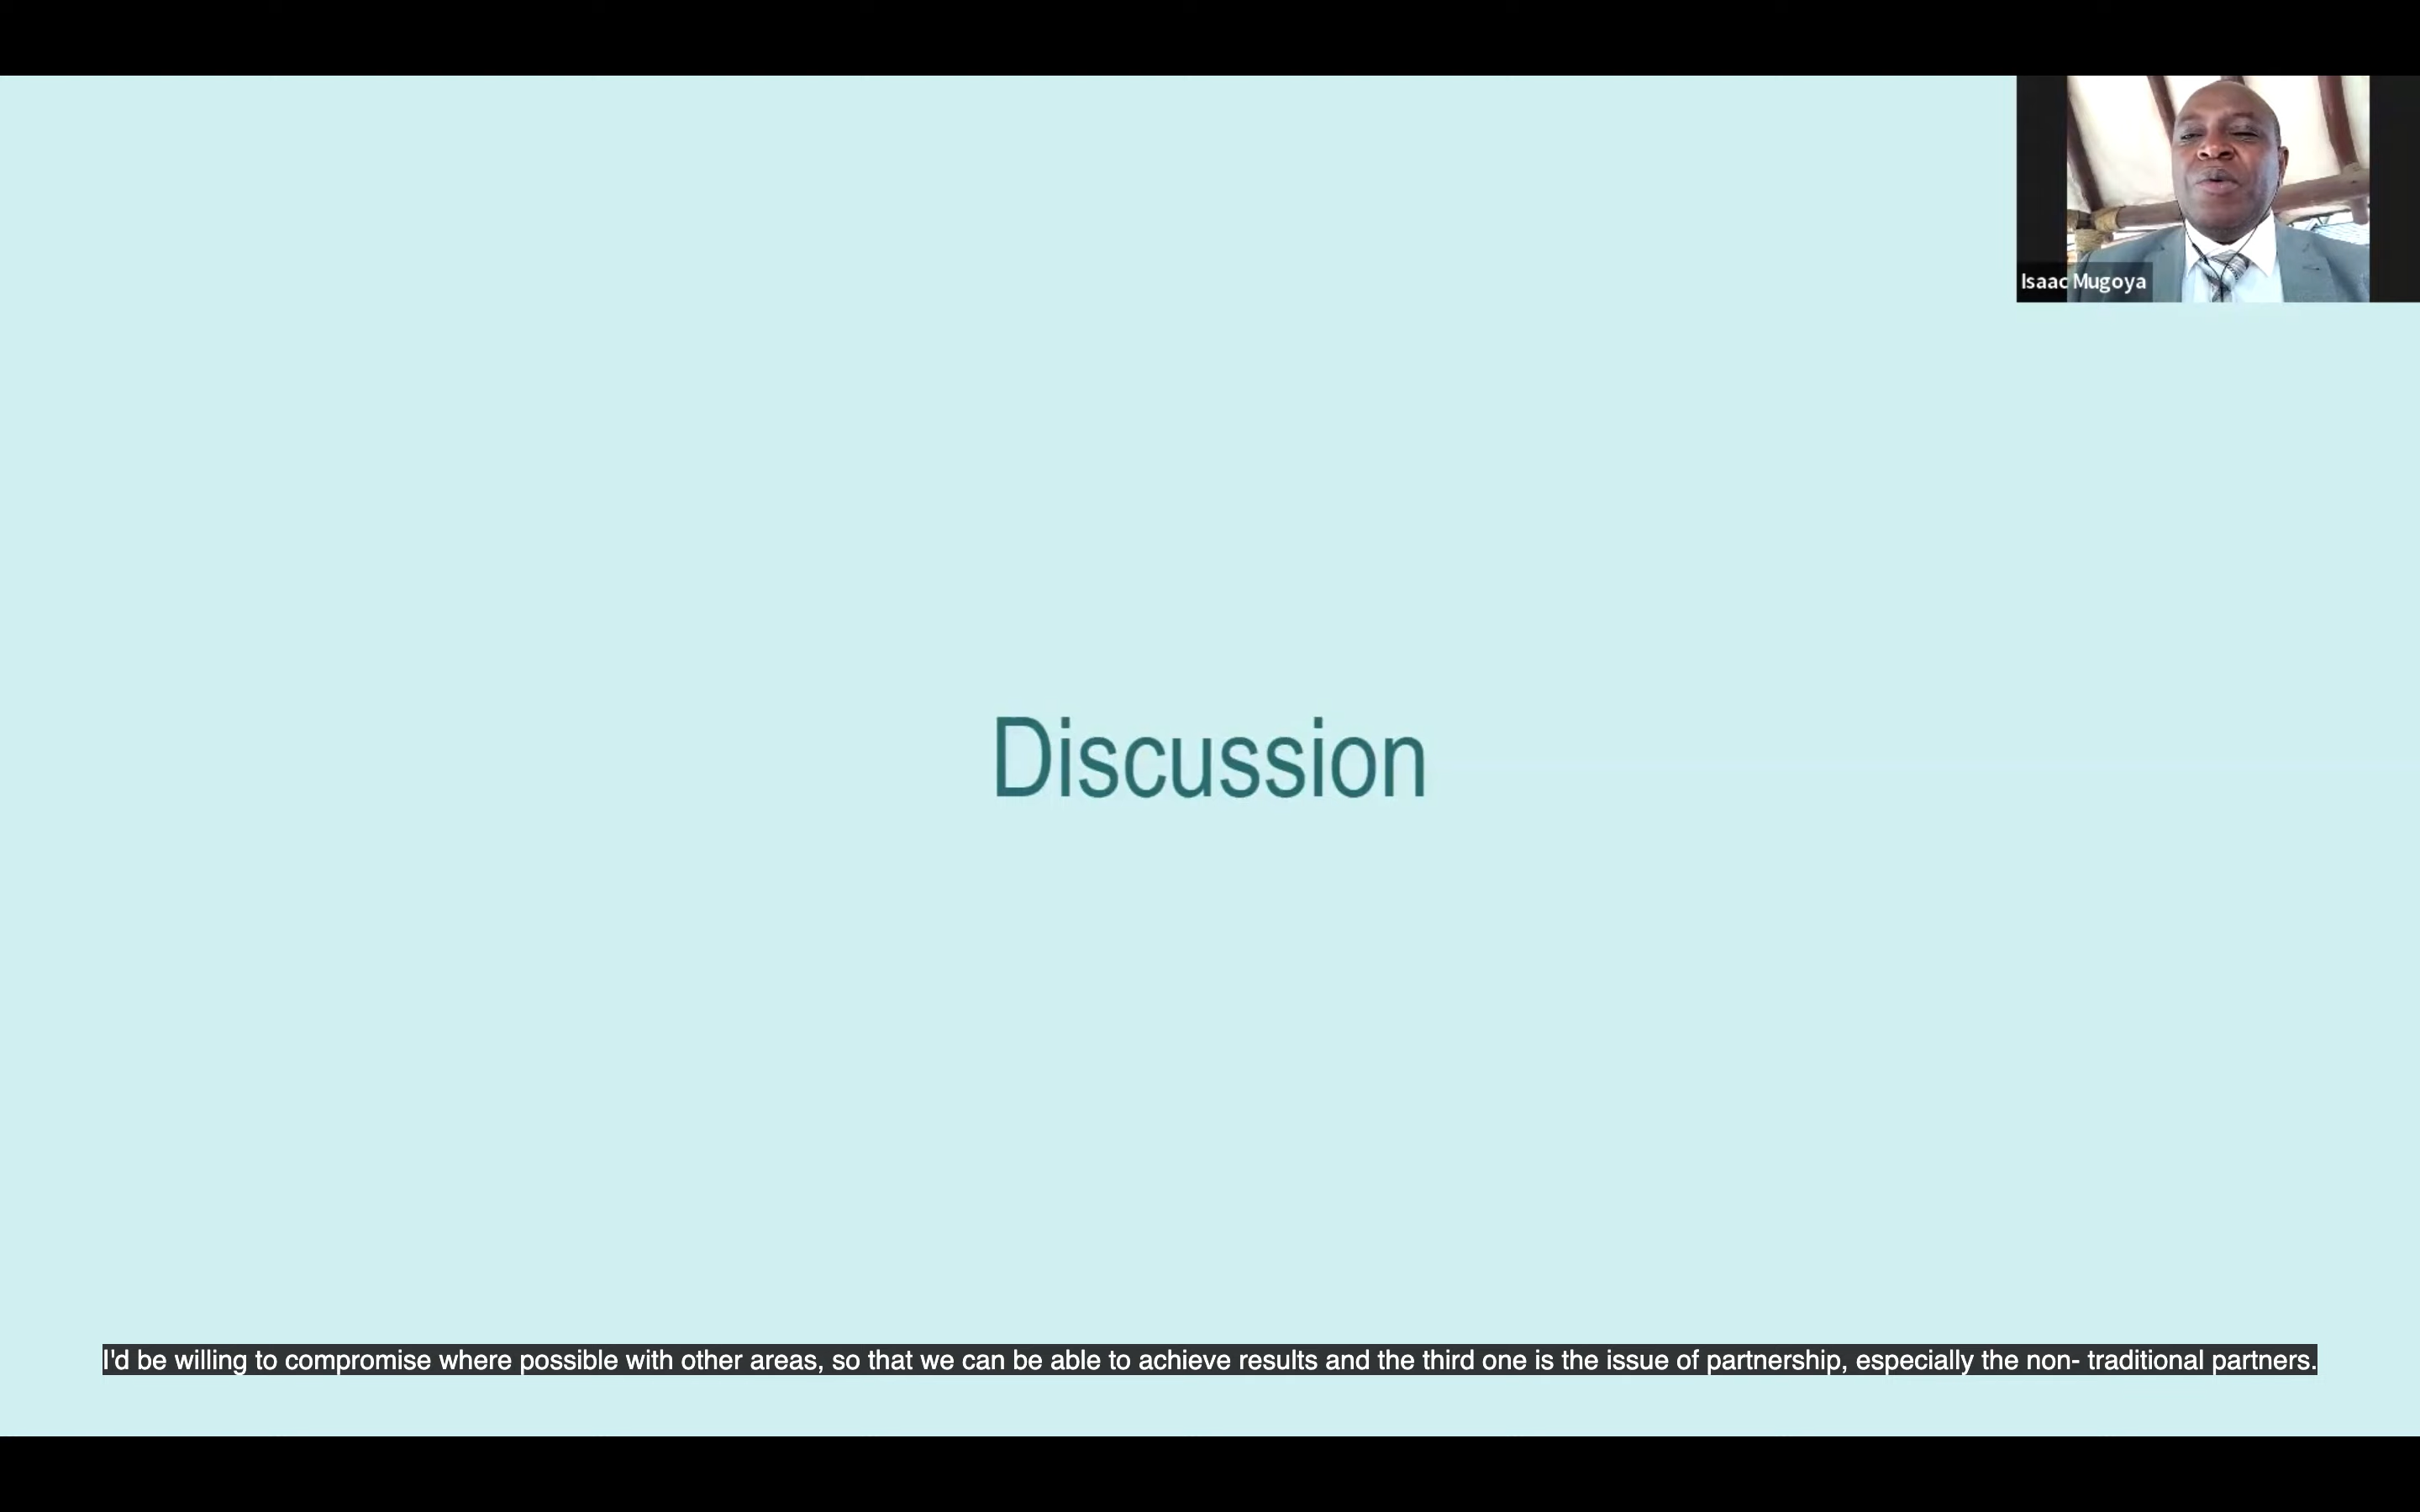 Isaac Mugoya
Discussion
I'd be willing to compromise where possible with other areas, so that we can be able to achieve results and the third one is the issue of partnership, especially the non- traditional partners.